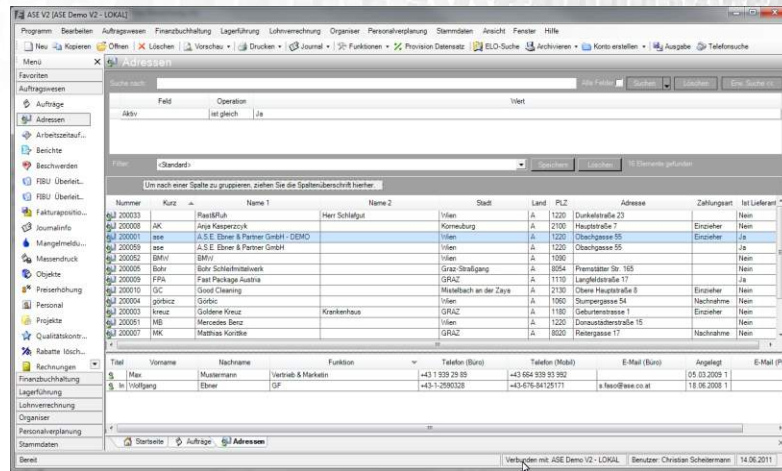 ASE V2 [ASE Demo V2 - LOKAL]
Programm Bearbeiten Auftragswesen Finanzbuchhaltung Lagerführung Lohnverrechnung Organiser Personalverplanung Stammdaten Ansicht Fenster Hilfe
Neu Kopieren Öffnen Löschen Vorschau Drucken Journal Funktionen Provision Datensatz ELO-Suche Archivieren Konto erstellen Ausgabe Telefonsuche
Menü
Adressen
Favoriten
Auftragswesen
Aufträge
Adressen
Arbeitszeitauf...
Berichte
Beschwerden
FIBU Überleit...
FIBU Überleit...
Fakturapositio...
Journalinfo
Mangelmeldu...
Massendruck
Objekte
Preiserhöhung
Personal
Projekte
Qualitätskontr...
Rabatte lösch...
Rechnungen
Finanzbuchhaltung
Lagerführung
Lohnverrechnung
Organiser
Personalverplanung
Stammdaten
Suche nach:
Alle Felder Suchen Löschen Erw. Suche <<
Feld Operation Wert
Aktiv ist gleich Ja
Filter: <Standard> Speichern Löschen 16 Elemente gefunden
Um nach einer Spalte zu gruppieren, ziehen Sie die Spaltenüberschrift hierher.
Nummer Kurz Name 1 Name 2 Stadt Land PLZ Adresse Zahlungsart Ist Lieferant
200033 Rast&Ruh Herr Schlafgut Wien A 1220 Dunkelstraße 23 Nein
200008 AK Anja Kasperzcyk Korneuburg A 2100 Hauptstraße 7 Einzieher Nein
200001 ase A.S.E. Ebner & Partner GmbH - DEMO Wien A 1220 Obachgasse 55 Einzieher Ja
200059 ase A.S.E. Ebner & Partner GmbH Wien A 1220 Obachgasse 55 Ja
200052 BMW BMW Wien A 1090 Nein
200005 Bohr Bohr Schleifmittelwerk Graz-Straßgang A 8054 Premstätter Str. 165 Nein
200009 FPA Fast Package Austria GRAZ A 1110 Langfeldstraße 17 Ja
200010 GC Good Cleaning Mistelbach an der Zaya A 2130 Obere Hauptstraße 8 Einzieher Nein
200004 görbicz Görbic Wien A 1060 Stumpergasse 54 Nachnahme Nein
200003 kreuz Goldene Kreuz Krankenhaus GRAZ A 1180 Geburtenstrasse 1 Einzieher Nein
200051 MB Mercedes Benz Wien A 1220 Donaustädterstraße 15 Nein
200007 MK Matthias Korittke GRAZ A 8020 Reitergasse 17 Nachnahme Nein
Titel Vorname Nachname Funktion Telefon (Büro) Telefon (Mobil) E-Mail (Büro) Angelegt E-Mail (P
Max Mustermann Vertrieb & Marketin +43 1 939 29 89 +43 664 939 93 992 05.03.2009 1
In Wolfgang Ebner GF +43-1-2590328 +43-676-84125171 s.faso@ase.co.at 18.06.2008 1
Startseite Aufträge Adressen
Bereit Verbunden mit: ASE Demo V2 - LOKAL Benutzer: Christian Scheitermann 14.06.2011